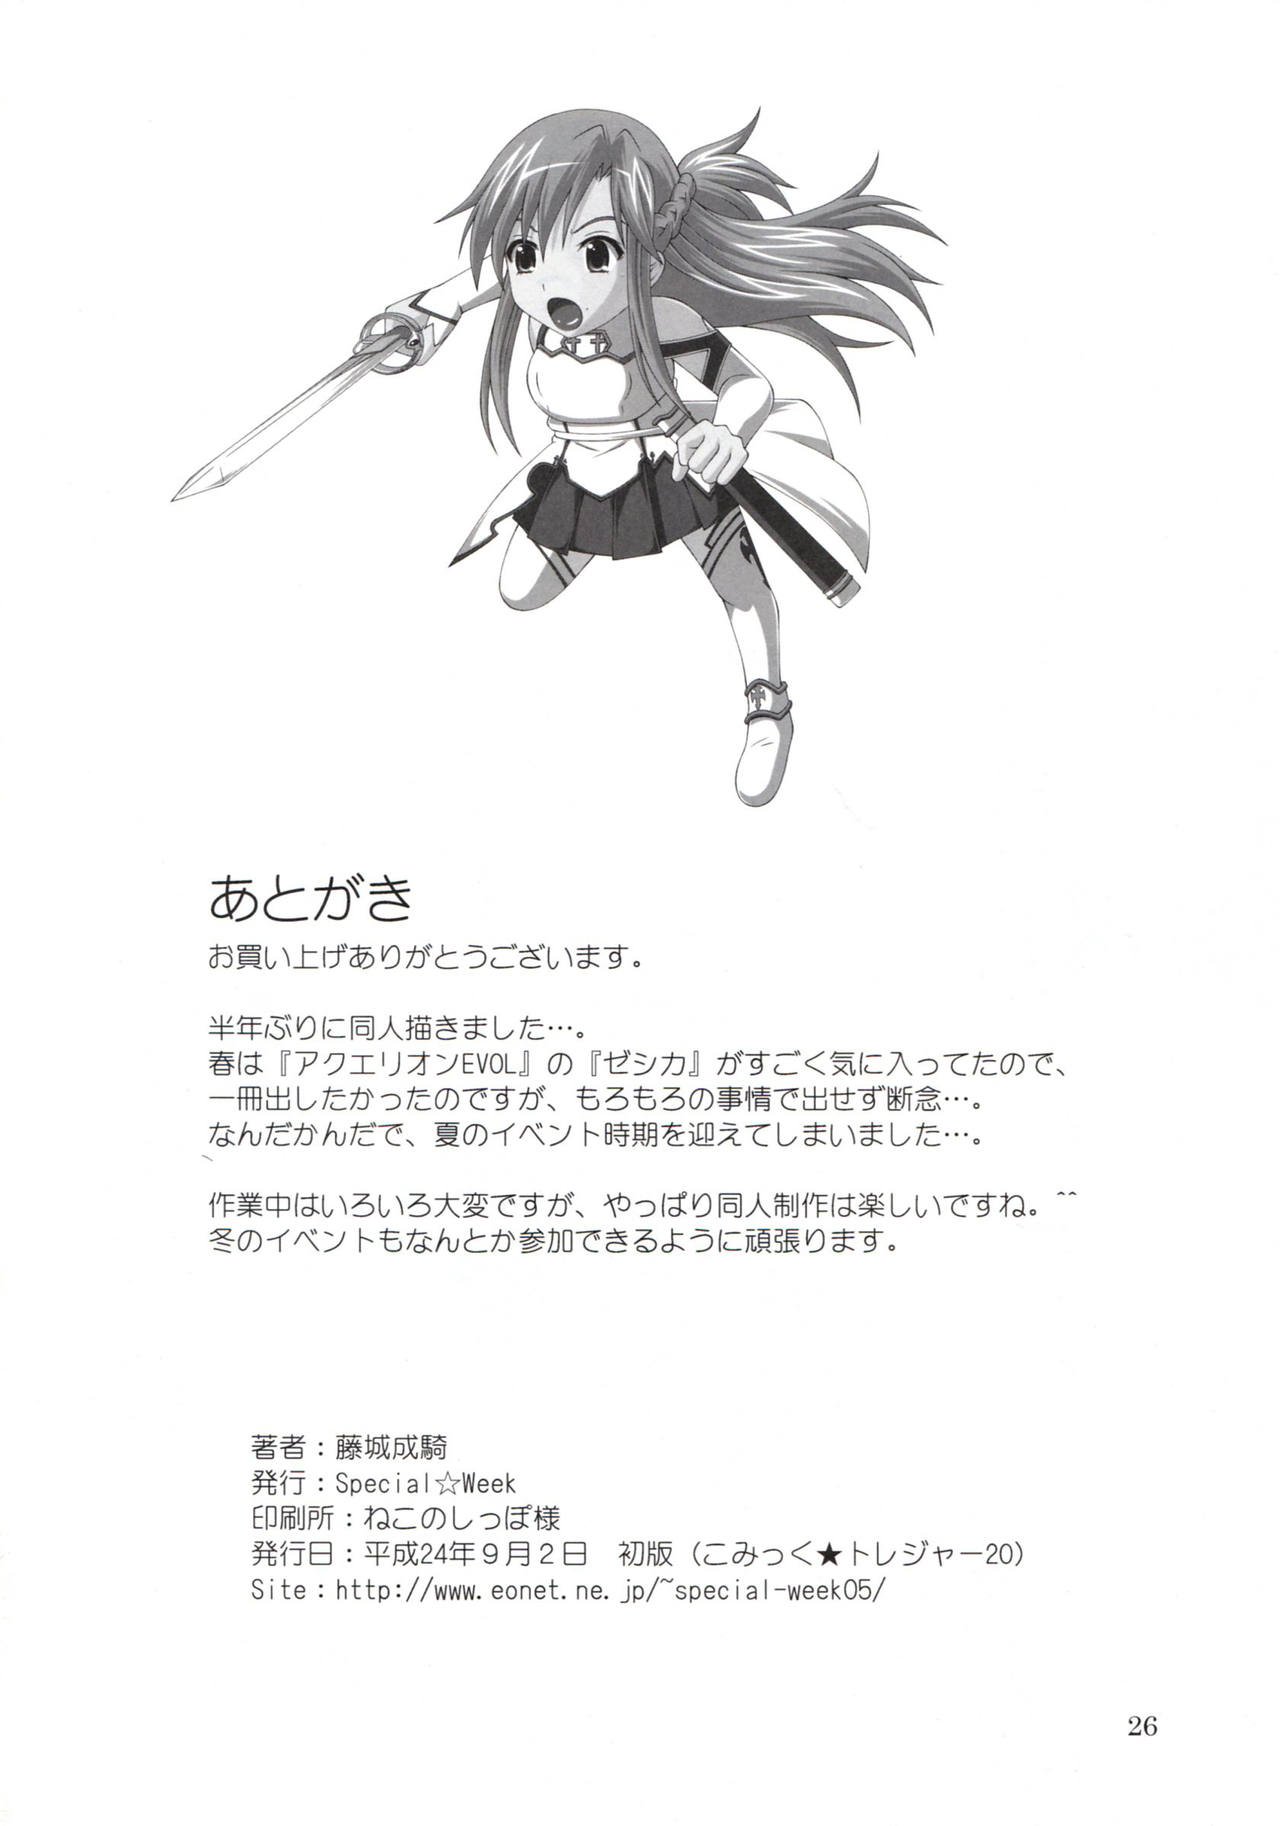 あとがき
お買い上げありがとうございます。
半年ぶりに同人描きました…。
春は『アクエリオンEVOL』の『ゼシカ』がすごく気に入ってたので、
一冊出したかったのですが、もろもろの事情で出せず断念…。
なんだかんだで、夏のイベント時期を迎えてしまいました…。
作業中はいろいろ大変ですが、やっぱり同人制作は楽しいですね。^^
冬のイベントもなんとか参加できるように頑張ります。
著者：藤城成騎
発行：Special☆Week
印刷所：ねこのしっぽ様
発行日：平成24年９月２日　初版（こみっく★トレジャー20）
Site：http://www.eonet.ne.jp/~special-week05/
26